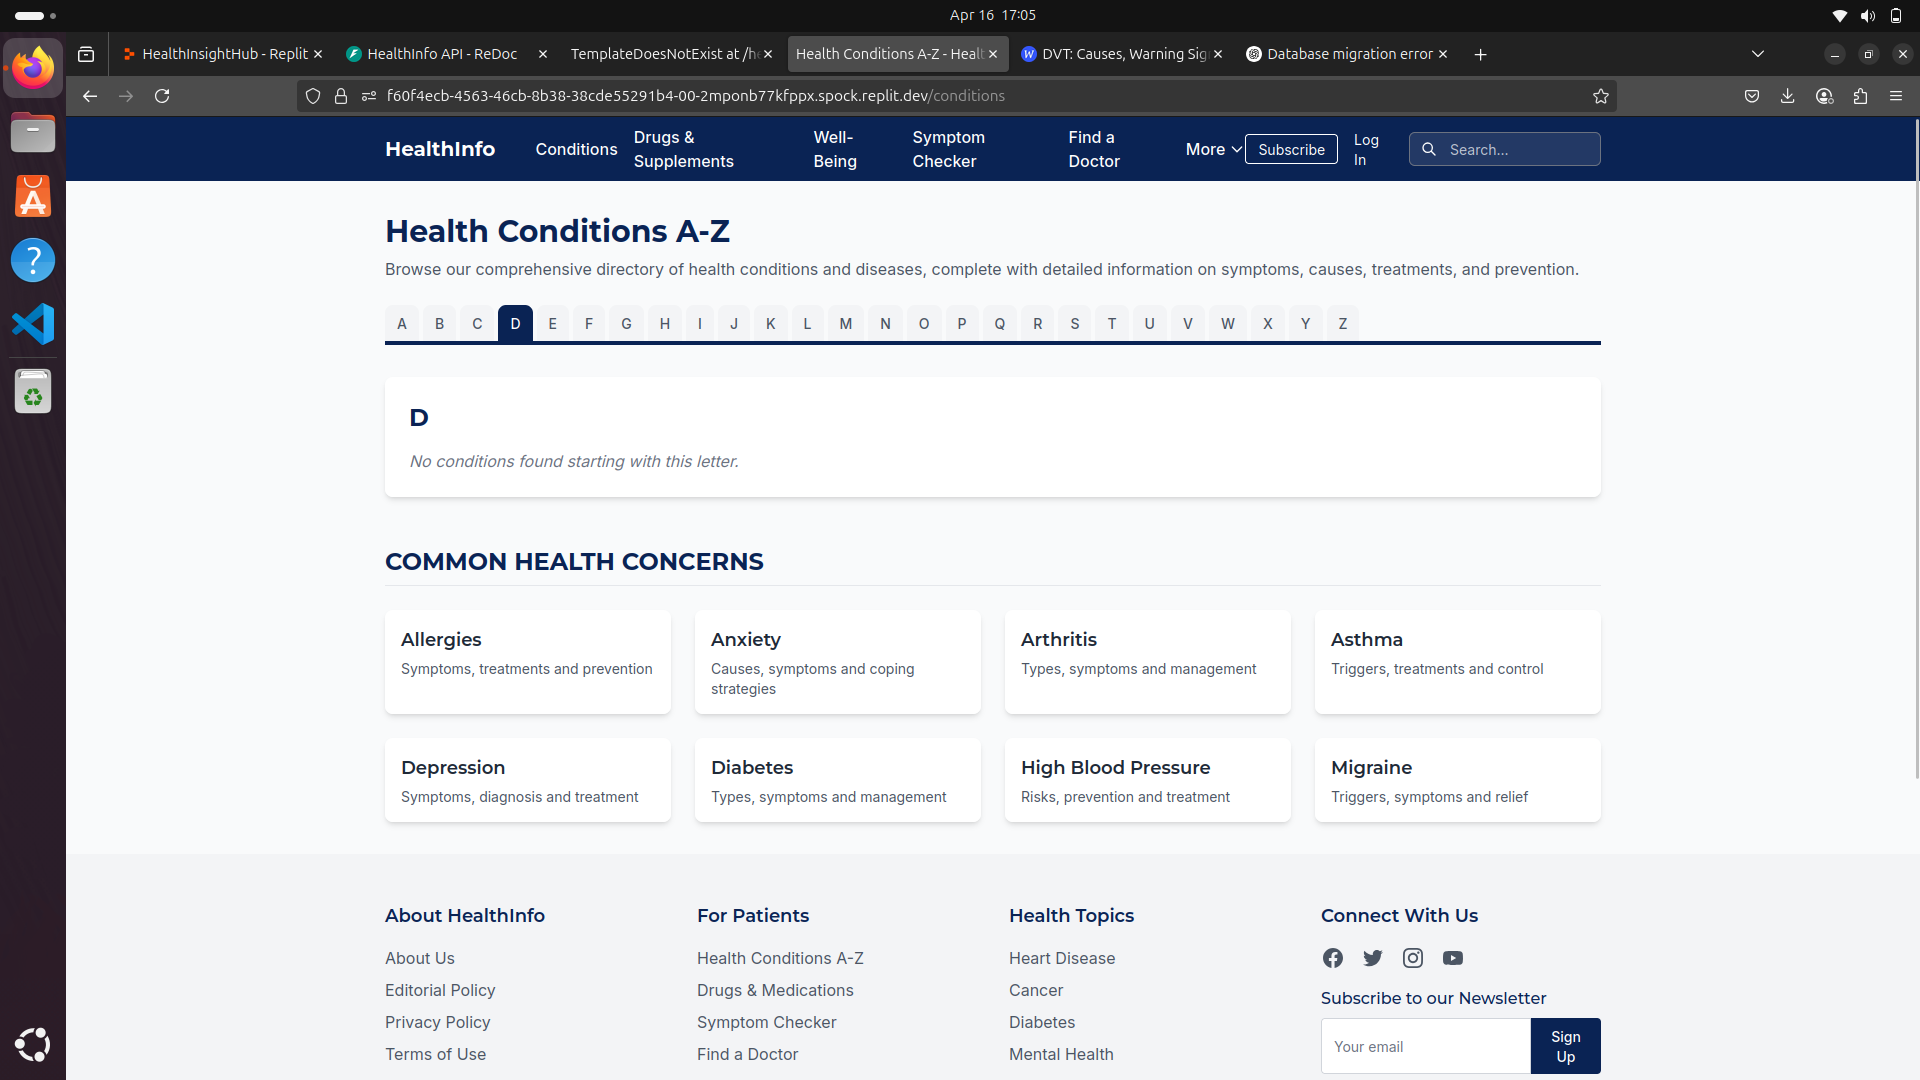 Apr 16 17:05
HealthInsightHub - Replit
HealthInfo API - ReDoc
TemplateDoesNotExist at /he
Health Conditions A-Z - Healt
DVT: Causes, Warning Sig
Database migration error
f60f4ecb-4563-46cb-8b38-38cde55291b4-00-2mponb77kfppx.spock.replit.dev/conditions
HealthInfo
Conditions
Drugs &
Supplements
Well-
Being
Symptom
Checker
Find a
Doctor
More
Subscribe
Log
In
Search...
Health Conditions A-Z
Browse our comprehensive directory of health conditions and diseases, complete with detailed information on symptoms, causes, treatments, and prevention.
A B C D E F G H I J K L M N O P Q R S T U V W X Y Z
D
No conditions found starting with this letter.
COMMON HEALTH CONCERNS
Allergies
Symptoms, treatments and prevention
Anxiety
Causes, symptoms and coping
strategies
Arthritis
Types, symptoms and management
Asthma
Triggers, treatments and control
Depression
Symptoms, diagnosis and treatment
Diabetes
Types, symptoms and management
High Blood Pressure
Risks, prevention and treatment
Migraine
Triggers, symptoms and relief
About HealthInfo
About Us
Editorial Policy
Privacy Policy
Terms of Use
For Patients
Health Conditions A-Z
Drugs & Medications
Symptom Checker
Find a Doctor
Health Topics
Heart Disease
Cancer
Diabetes
Mental Health
Connect With Us
Subscribe to our Newsletter
Your email
Sign
Up